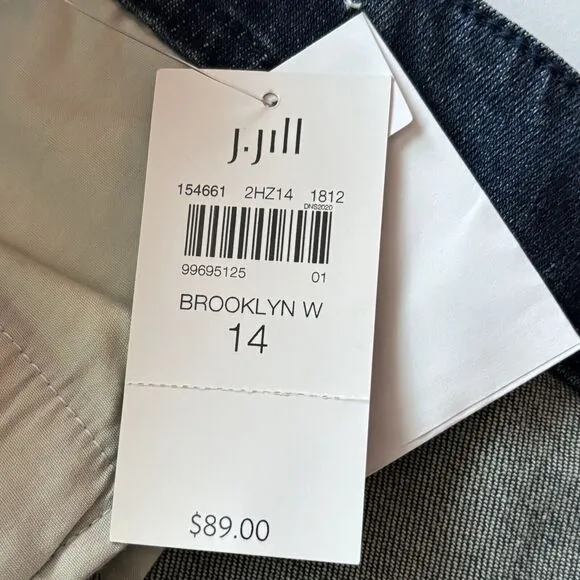 J.Jill
154661 2HZ14 1812
DNS2020
99695125 01
BROOKLYN W
14
$89.00